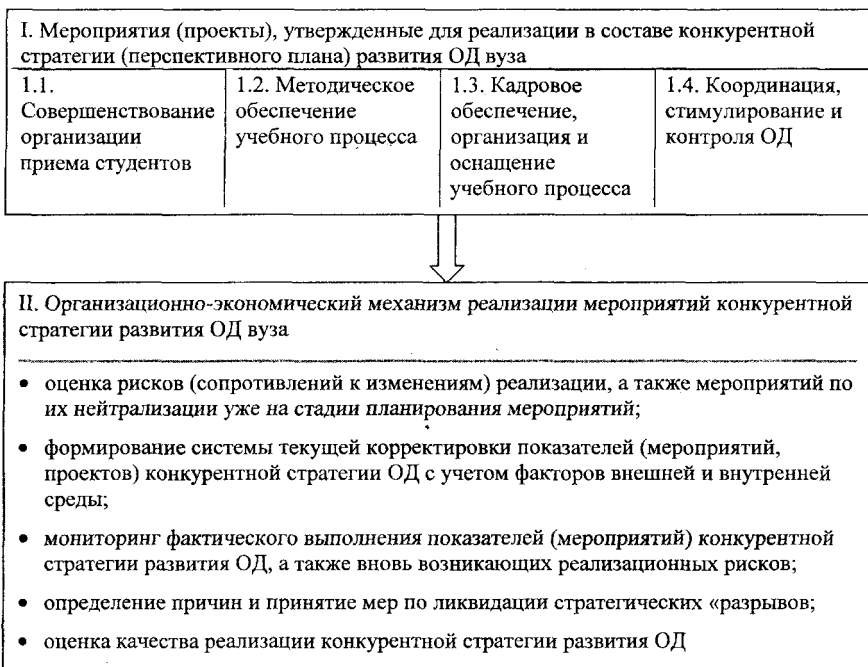 I. Мероприятия (проекты), утвержденные для реализации в составе конкурентной
стратегии (перспективного плана) развития ОД вуза
1.1.
Совершенствование
организации
приема студентов
1.2. Методическое
обеспечение
учебного процесса
1.3. Кадровое
обеспечение,
организация и
оснащение
учебного процесса
1.4. Координация,
стимулирование и
контроля ОД
II. Организационно-экономический механизм реализации мероприятий конкурентной
стратегии развития ОД вуза
• оценка рисков (сопротивлений к изменениям) реализации, а также мероприятий по
их нейтрализации уже на стадии планирования мероприятий;
• формирование системы текущей корректировки показателей (мероприятий,
проектов) конкурентной стратегии ОД с учетом факторов внешней и внутренней
среды;
• мониторинг фактического выполнения показателей (мероприятий) конкурентной
стратегии развития ОД, а также вновь возникающих реализационных рисков;
• определение причин и принятие мер по ликвидации стратегических «разрывов;
• оценка качества реализации конкурентной стратегии развития ОД